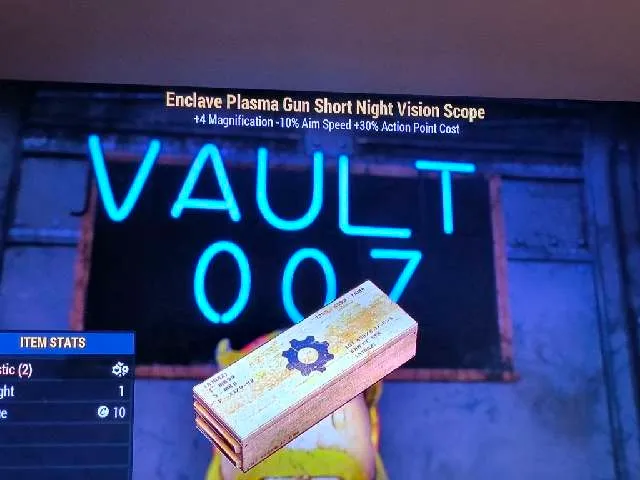 Enclave Plasma Gun Short Night Vision Scope
+4 Magnification -10% Aim Speed +30% Action Point Cost
VAULT
007
ITEM STATS
stic (2)
ght 1
ue 10